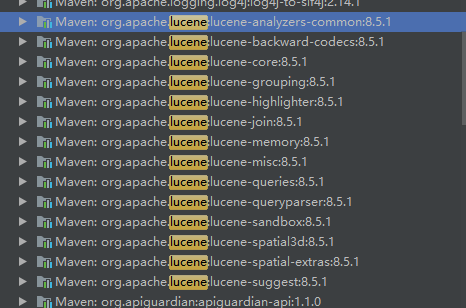 Maven: org.apache.logging.log4j:log4j-to-slf4j:2.14.1
Maven: org.apache.lucene:lucene-analyzers-common:8.5.1
Maven: org.apache.lucene:lucene-backward-codecs:8.5.1
Maven: org.apache.lucene:lucene-core:8.5.1
Maven: org.apache.lucene:lucene-grouping:8.5.1
Maven: org.apache.lucene:lucene-highlighter:8.5.1
Maven: org.apache.lucene:lucene-join:8.5.1
Maven: org.apache.lucene:lucene-memory:8.5.1
Maven: org.apache.lucene:lucene-misc:8.5.1
Maven: org.apache.lucene:lucene-queries:8.5.1
Maven: org.apache.lucene:lucene-queryparser:8.5.1
Maven: org.apache.lucene:lucene-sandbox:8.5.1
Maven: org.apache.lucene:lucene-spatial3d:8.5.1
Maven: org.apache.lucene:lucene-spatial-extras:8.5.1
Maven: org.apache.lucene:lucene-suggest:8.5.1
Maven: org.apiguardian:apiguardian-api:1.1.0